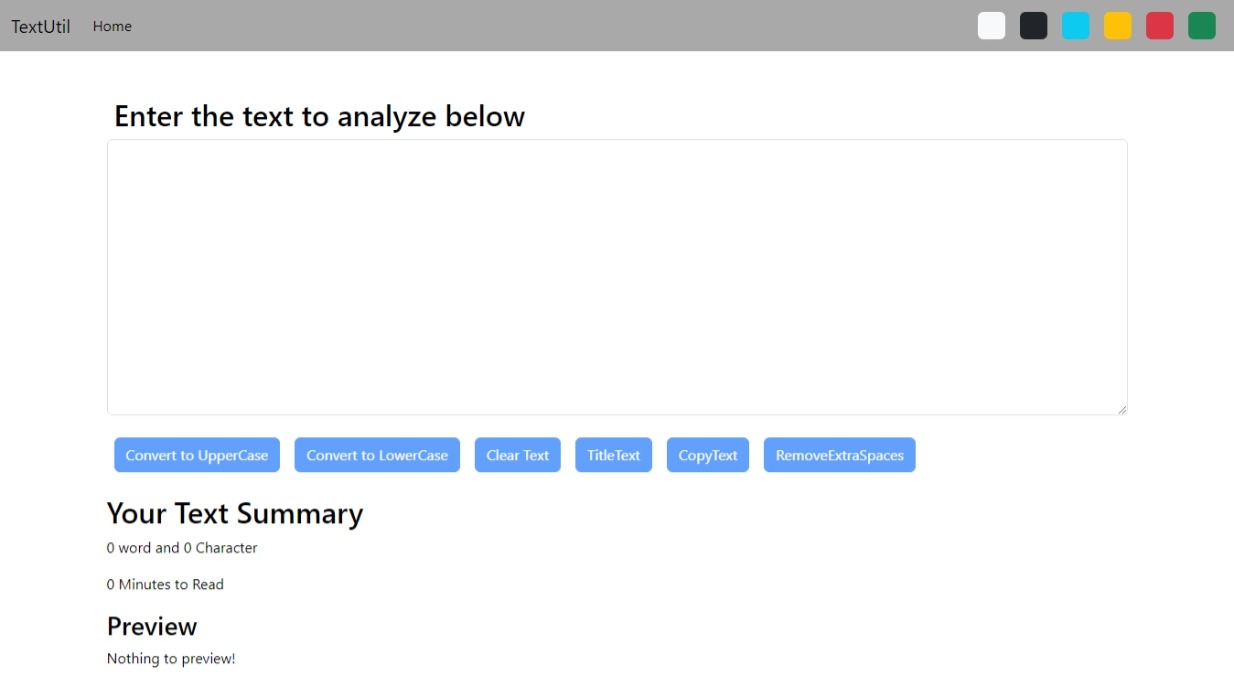 TextUtil Home
Enter the text to analyze below
Convert to UpperCase Convert to LowerCase Clear Text TitleText CopyText RemoveExtraSpaces
Your Text Summary
0 word and 0 Character
0 Minutes to Read
Preview
Nothing to preview!